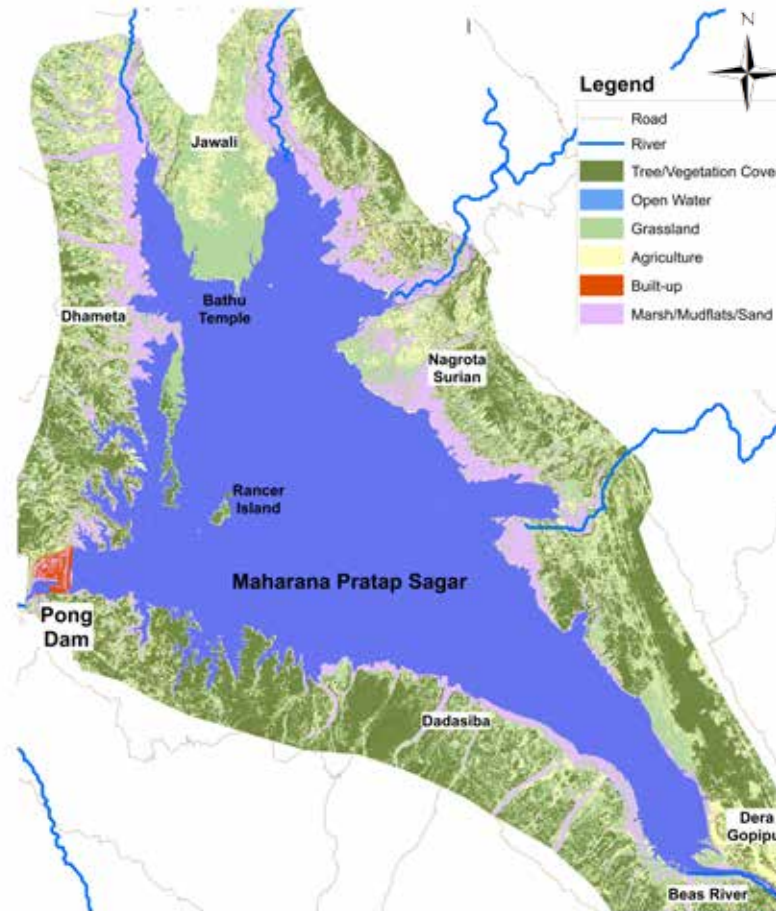 N
Legend
Road
River
Tree/Vegetation Cove
Open Water
Grassland
Agriculture
Built-up
Marsh/Mudflats/Sand
Jawali
Bathu
Temple
Dhameta
Nagrota
Surian
Rancer
Island
Maharana Pratap Sagar
Pong
Dam
Dadasiba
Dera
Gopipu
Beas River